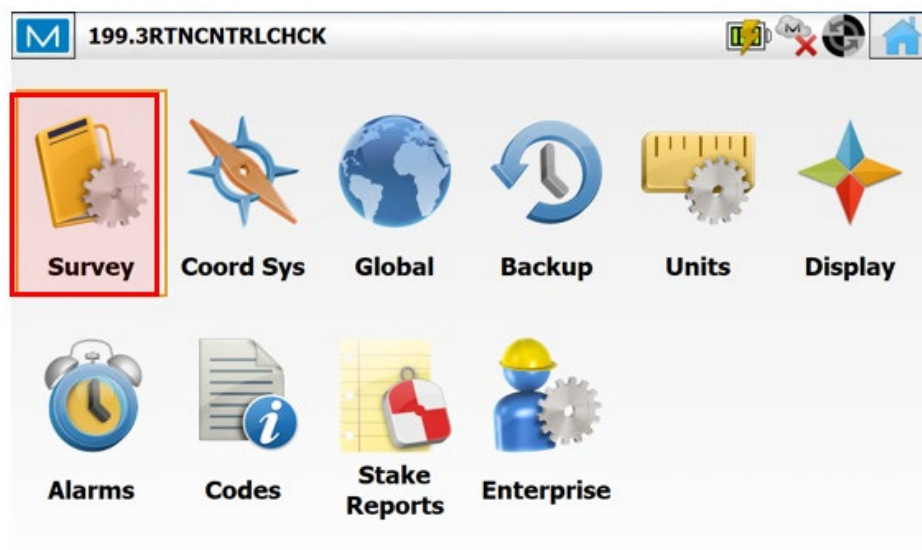 199.3RTNCNTRLCHCK
Survey
Coord Sys
Global
Backup
Units
Display
Alarms
Codes
Stake
Reports
Enterprise